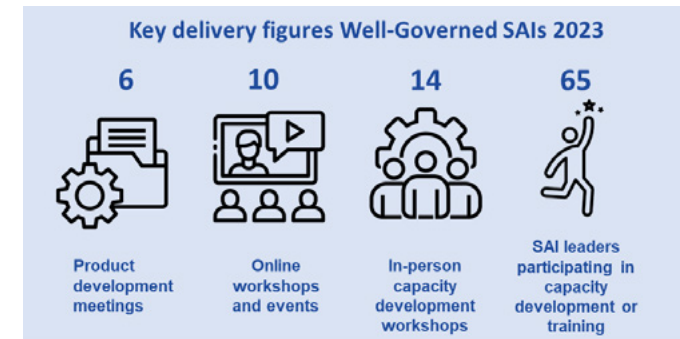 Key delivery figures Well-Governed SAIs 2023
6
10
14
65
Product
development
meetings
Online
workshops
and events
In-person
capacity
development
workshops
SAI leaders
participating in
capacity
development or
training